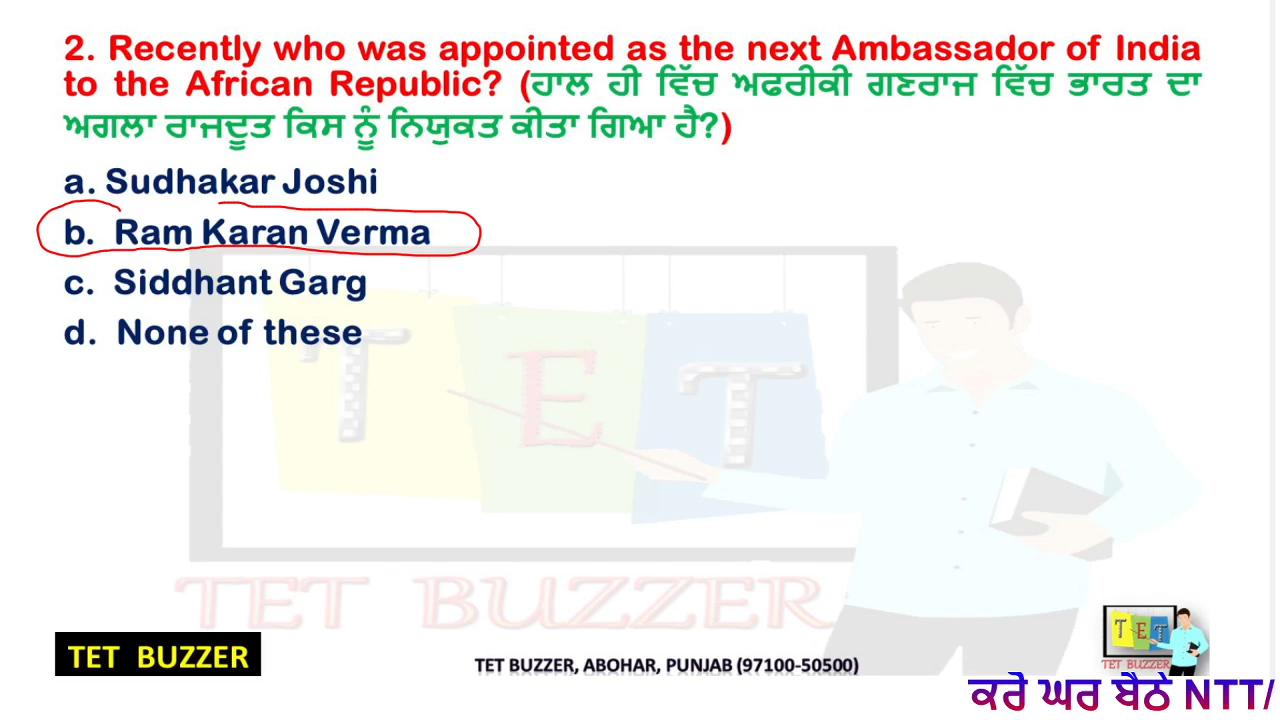 2. Recently who was appointed as the next Ambassador of India
to the African Republic? (ਹਾਲ ਹੀ ਵਿੱਚ ਅਫਰੀਕੀ ਗਣਰਾਜ ਵਿੱਚ ਭਾਰਤ ਦਾ
ਅਗਲਾ ਰਾਜਦੂਤ ਕਿਸ ਨੂੰ ਨਿਯੁਕਤ ਕੀਤਾ ਗਿਆ ਹੈ?)
a. Sudhakar Joshi
b. Ram Karan Verma
c. Siddhant Garg
d. None of these
T E T
TET BUZZER
TET BUZZER
TET BUZZER, ABOHAR, PUNJAB (97100-50500)
T E T
TET BUZZER
ਕਰੋ ਘਰ ਬੈਠੇ NTT/